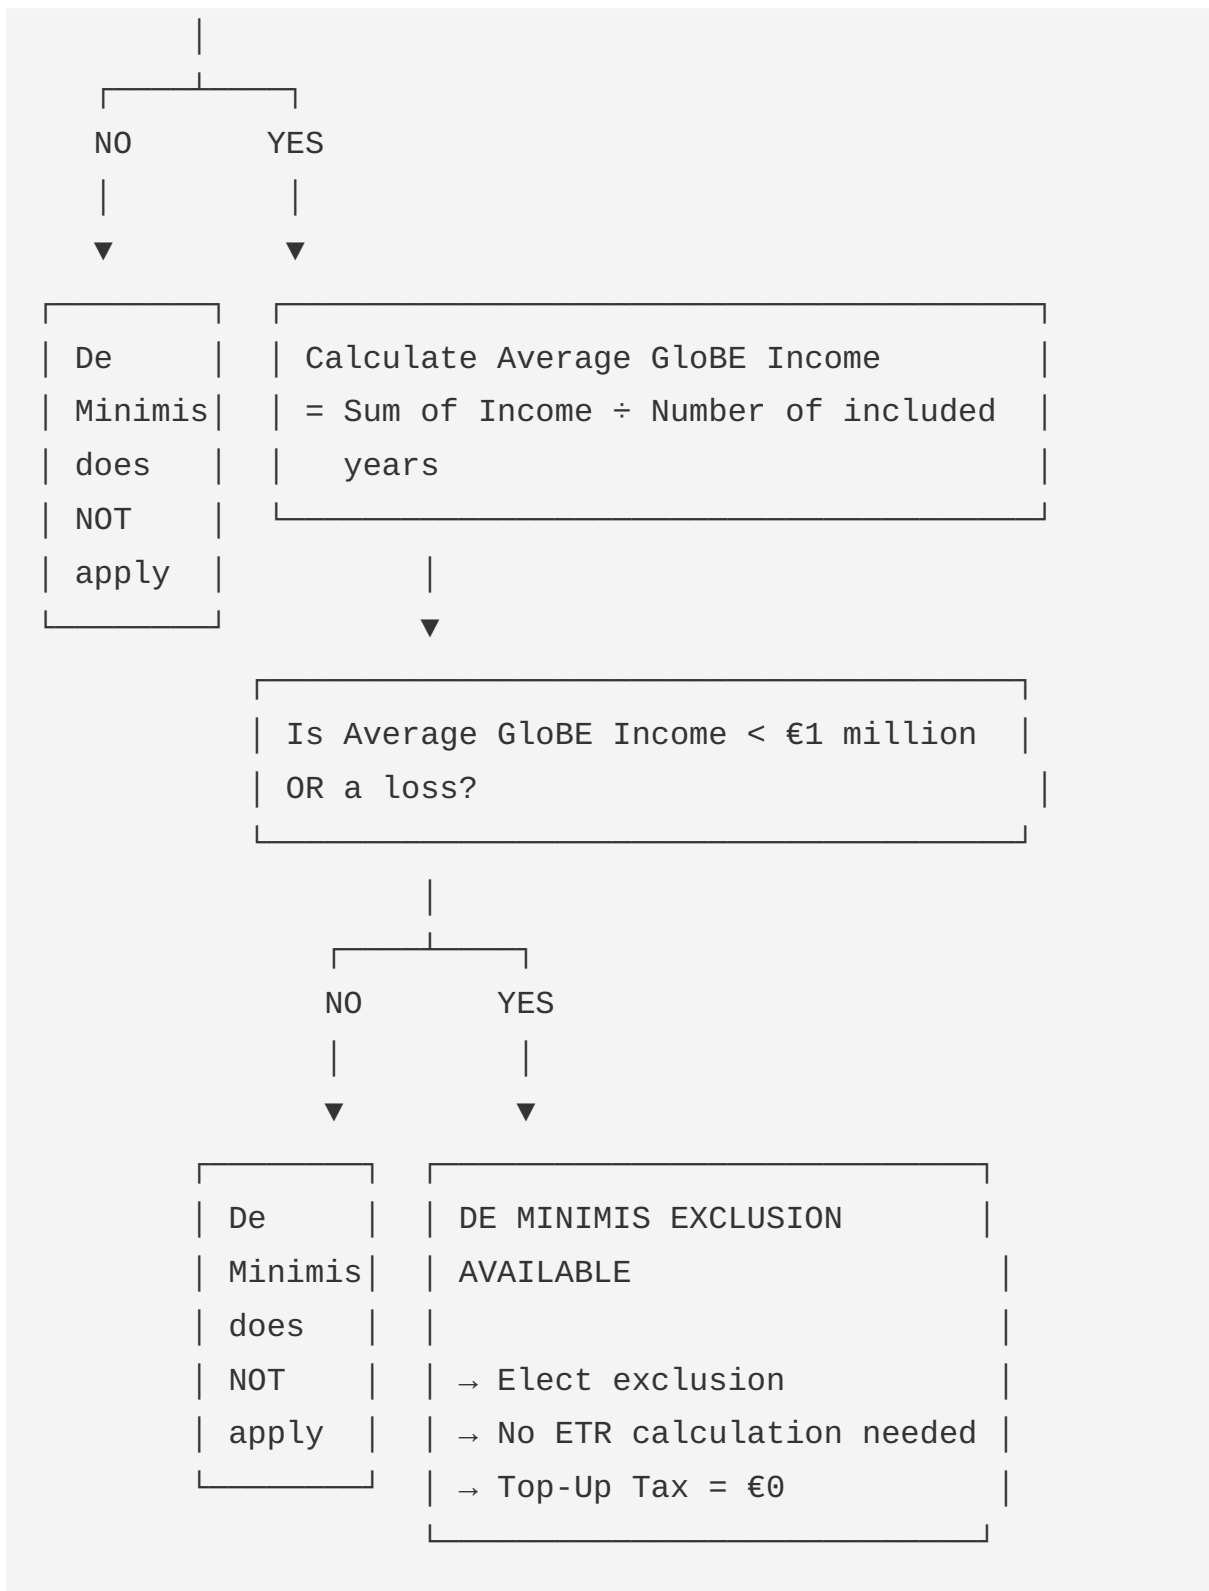 NO YES
De
Minimis
does
NOT
apply
Calculate Average GloBE Income
= Sum of Income ÷ Number of included
years
Is Average GloBE Income < €1 million
OR a loss?
NO YES
De
Minimis
does
NOT
apply
DE MINIMIS EXCLUSION
AVAILABLE
→ Elect exclusion
→ No ETR calculation needed
→ Top-Up Tax = €0